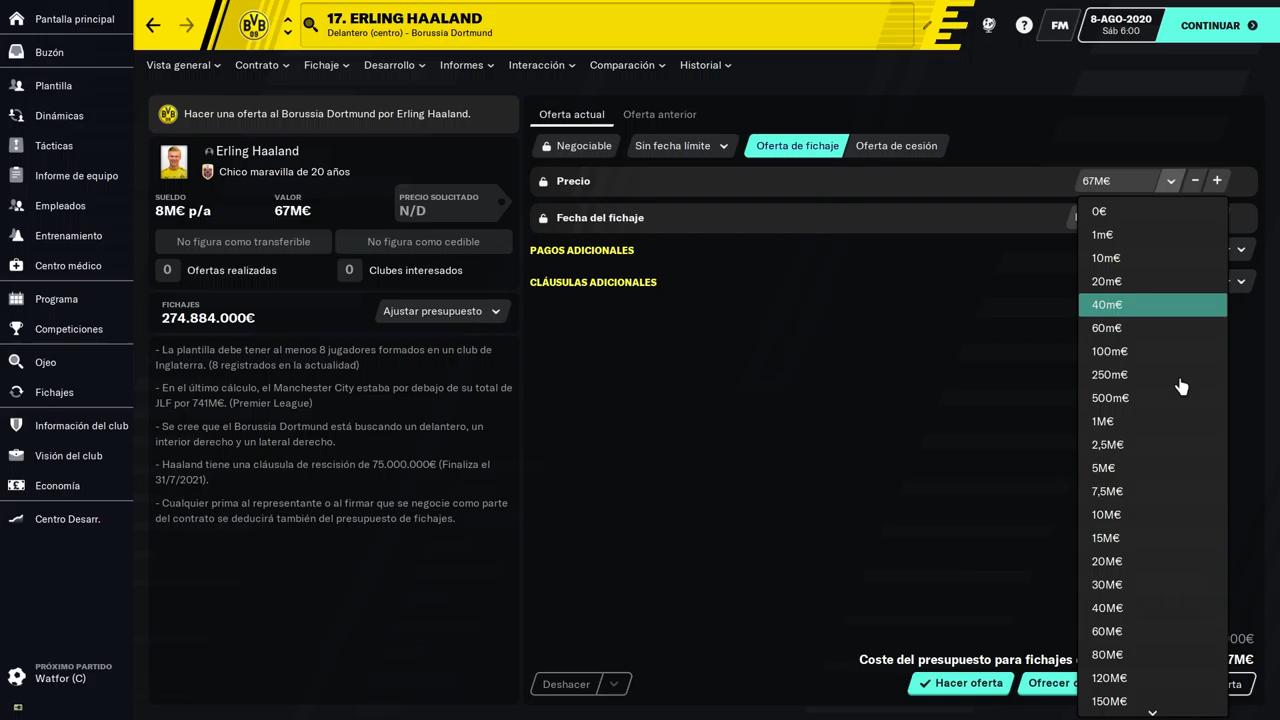 17. ERLING HAALAND
Delantero (centro) - Borussia Dortmund
FM
8-AGO-2020
Sáb 6:00
CONTINUAR
Pantalla principal
Buzón
Plantilla
Dinámicas
Tácticas
Informe de equipo
Empleados
Entrenamiento
Centro médico
Programa
Competiciones
Ojeo
Fichajes
Información del club
Visión del club
Economía
Centro Desarr.
PRÓXIMO PARTIDO
Watfor (C)
Vista general
Contrato
Fichaje
Desarrollo
Informes
Interacción
Comparación
Historial
BVB
09
Hacer una oferta al Borussia Dortmund por Erling Haaland.
Erling Haaland
Chico maravilla de 20 años
SUELDO
8M€ p/a
VALOR
67M€
PRECIO SOLICITADO
N/D
No figura como transferible
No figura como cedible
0 Ofertas realizadas
0 Clubes interesados
FICHAJES
274.884.000€
Ajustar presupuesto
- La plantilla debe tener al menos 8 jugadores formados en un club de
Inglaterra. (8 registrados en la actualidad)
- En el último cálculo, el Manchester City estaba por debajo de su total de
JLF por 741M€. (Premier League)
- Se cree que el Borussia Dortmund está buscando un delantero, un
interior derecho y un lateral derecho.
- Haaland tiene una cláusula de rescisión de 75.000.000€ (Finaliza el
31/7/2021).
- Cualquier prima al representante o al firmar que se negocie como parte
del contrato se deducirá también del presupuesto de fichajes.
Oferta actual
Oferta anterior
Negociable
Sin fecha límite
Oferta de fichaje
Oferta de cesión
Precio
67M€
- +
Fecha del fichaje
PAGOS ADICIONALES
CLÁUSULAS ADICIONALES
0€
1m€
10m€
20m€
40m€
60m€
100m€
250m€
500m€
1M€
2,5M€
5M€
7,5M€
10M€
15M€
20M€
30M€
40M€
60M€
80M€
120M€
150M€
Coste del presupuesto para fichajes
7M€
Deshacer
Hacer oferta
Ofrecer